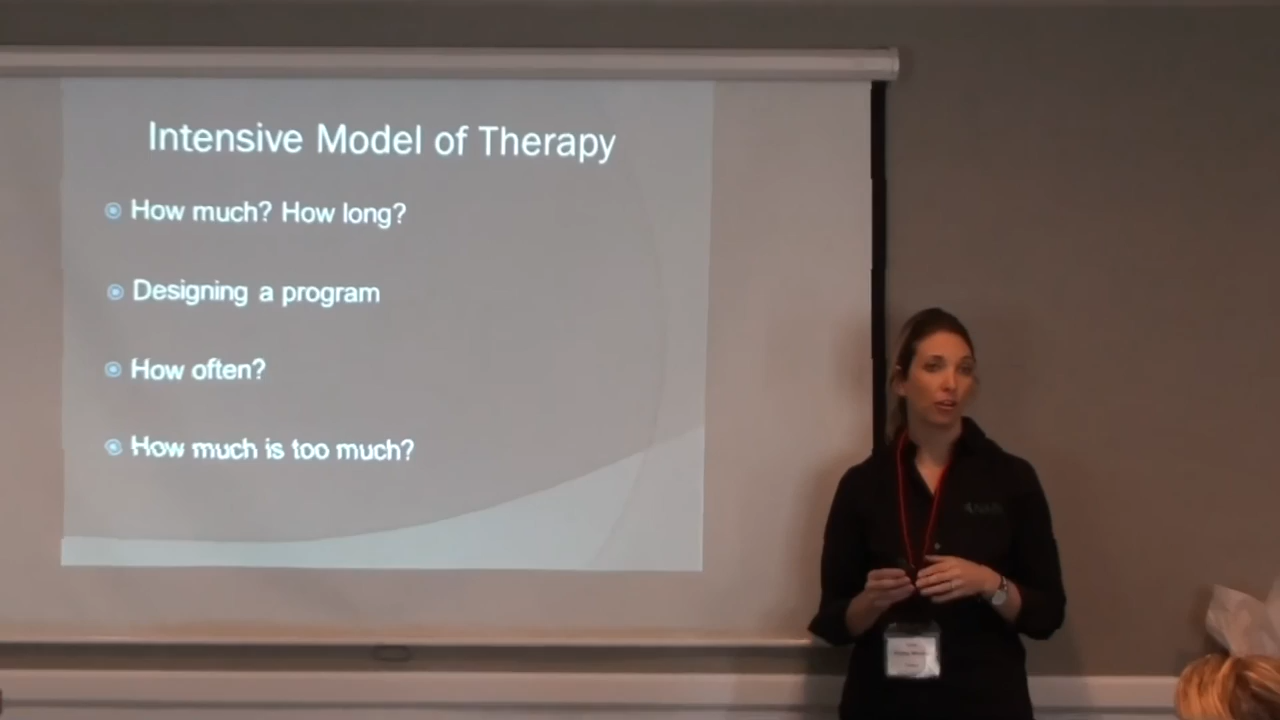 Intensive Model of Therapy
How much? How long?
Designing a program
How often?
How much is too much?